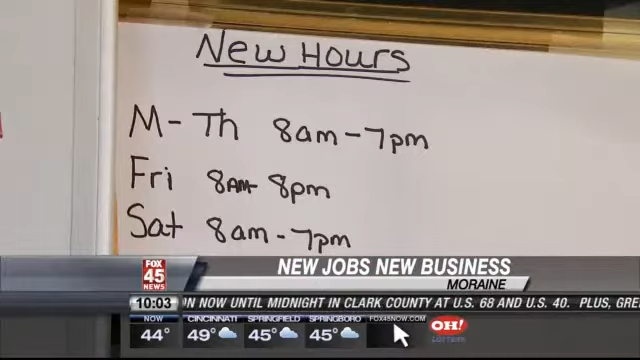 New Hours
M-Th 8am-7pm
Fri 8AM-8pm
Sat 8am-7pm
FOX
45
NEWS
NEW JOBS NEW BUSINESS
MORAINE
10:03
ON NOW UNTIL MIDNIGHT IN CLARK COUNTY AT U.S. 68 AND U.S. 40. PLUS, GRE
NOW CINCINNATI SPRINGFIELD SPRINGBORO FOX45NOW.COM
44° 49° 45° 45°
OH!
LOTTERY